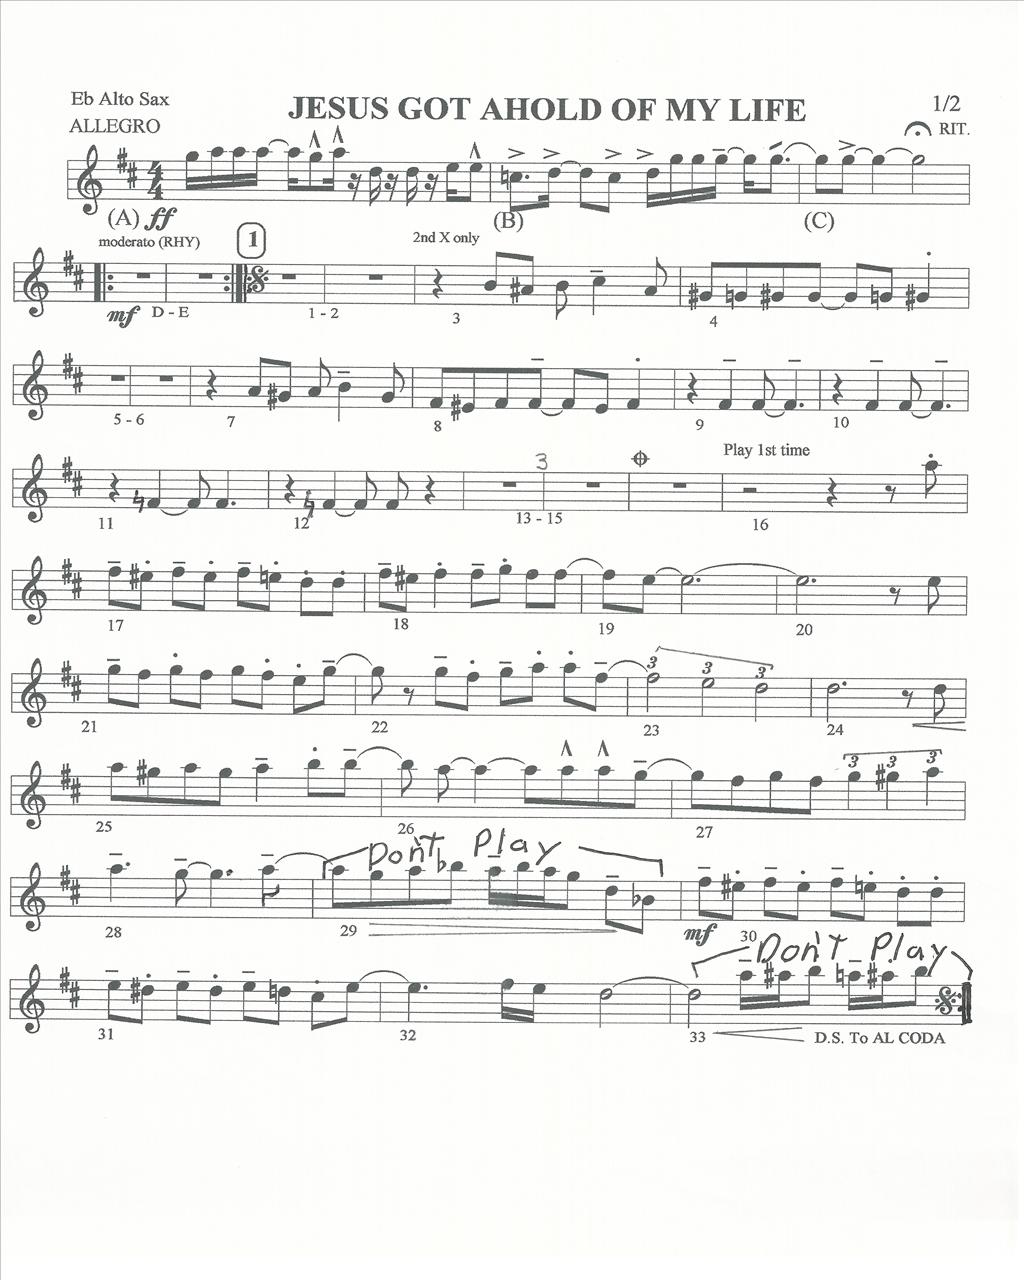 Eb Alto Sax
JESUS GOT AHOLD OF MY LIFE
1/2
ALLEGRO
RIT.
(A) ff (B) (C)
moderato (RHY) 1 2nd X only
mf D - E 1 - 2 3 4
5 - 6 7 8 9 10
3 Play 1st time
11 12 13 - 15 16
17 18 19 20
3 3 3
21 22 23 24
3 3 3
25 26 27
Don't Play
28 29 mf 30
Don't Play
31 32 33 D.S. To AL CODA